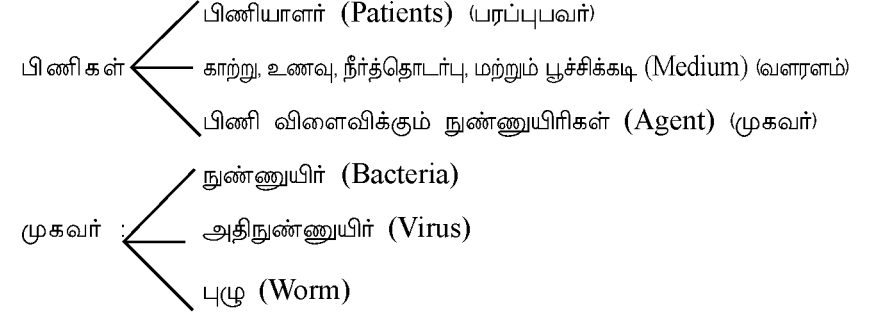 பிணியாளர் (Patients) (பரப்புபவர்)
பிணிகள் காற்று, உணவு, நீர்த்தொடர்பு, மற்றும் பூச்சிக்கடி (Medium) (வளரளம்)
பிணி விளைவிக்கும் நுண்ணுயிரிகள் (Agent) (முகவர்)
நுண்ணுயிர் (Bacteria)
முகவர் : அதிநுண்ணுயிர் (Virus)
புழு (Worm)